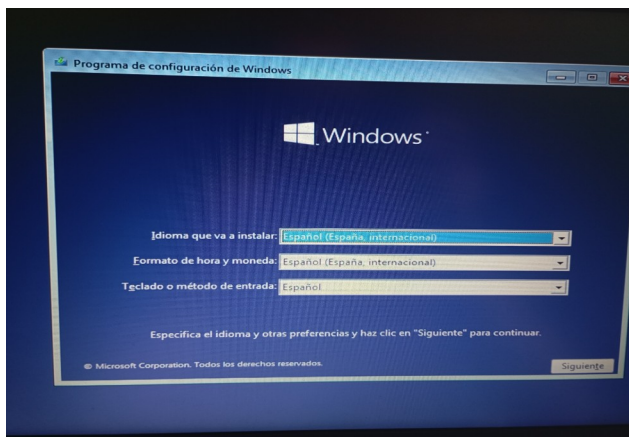 Programa de configuración de Windows
Windows
Idioma que va a instalar: Español (España, internacional)
Formato de hora y moneda: Español (España, internacional)
Teclado o método de entrada: Español
Especifica el idioma y otras preferencias y haz clic en "Siguiente" para continuar.
© Microsoft Corporation. Todos los derechos reservados.
Siguiente